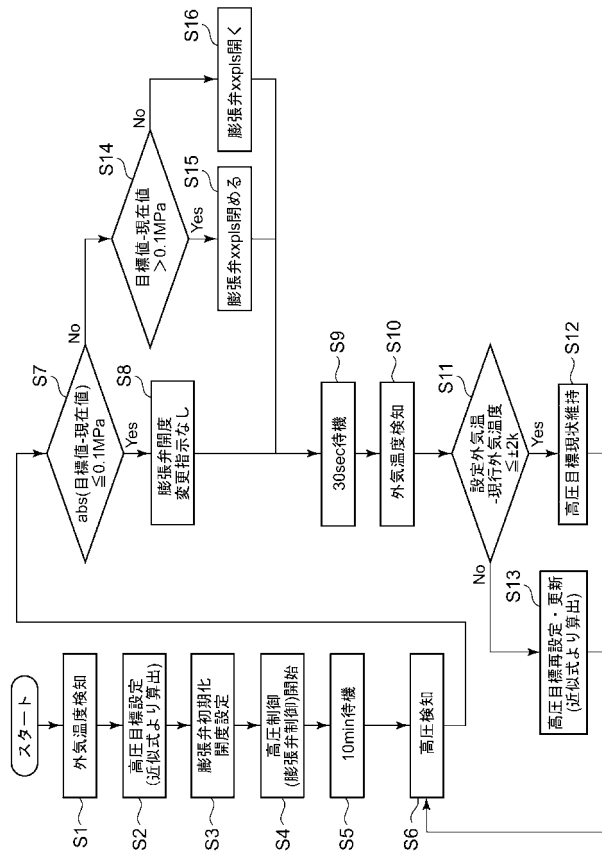 スタート
外気温度検知
S1
高圧目標設定
(近似式より算出)
S2
膨張弁初期化
開度設定
S3
高圧制御
(膨張弁制御)開始
S4
10min待機
S5
高圧検知
S6
abs(目標値-現在値)
≦0.1MPa
S7
No
Yes
膨張弁開度
変更指示なし
S8
目標値-現在値
＞0.1MPa
S14
No
Yes
膨張弁xxpls閉める
S15
膨張弁xxpls開く
S16
30sec待機
S9
外気温度検知
S10
設定外気温
-現行外気温度
≦±2k
S11
No
Yes
高圧目標現状維持
S12
高圧目標再設定・更新
(近似式より算出)
S13